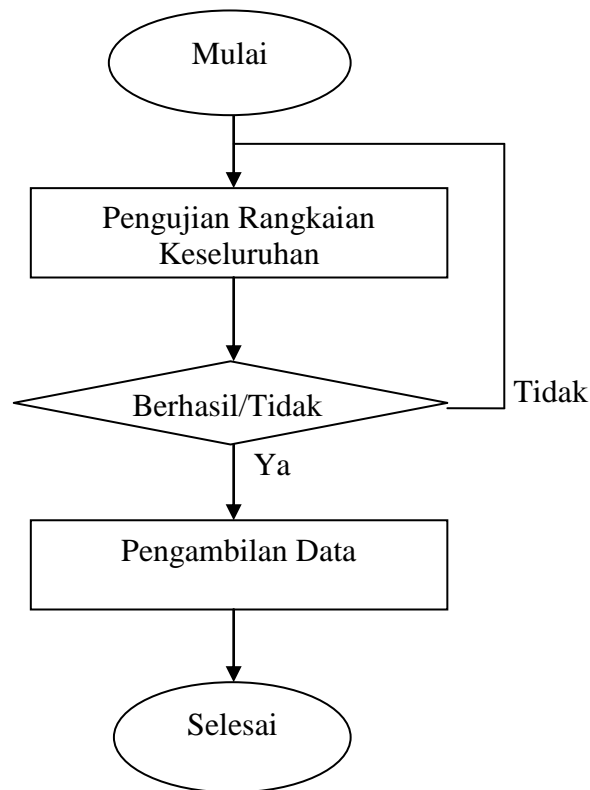 Mulai
Pengujian Rangkaian
Keseluruhan
Berhasil/Tidak
Tidak
Ya
Pengambilan Data
Selesai